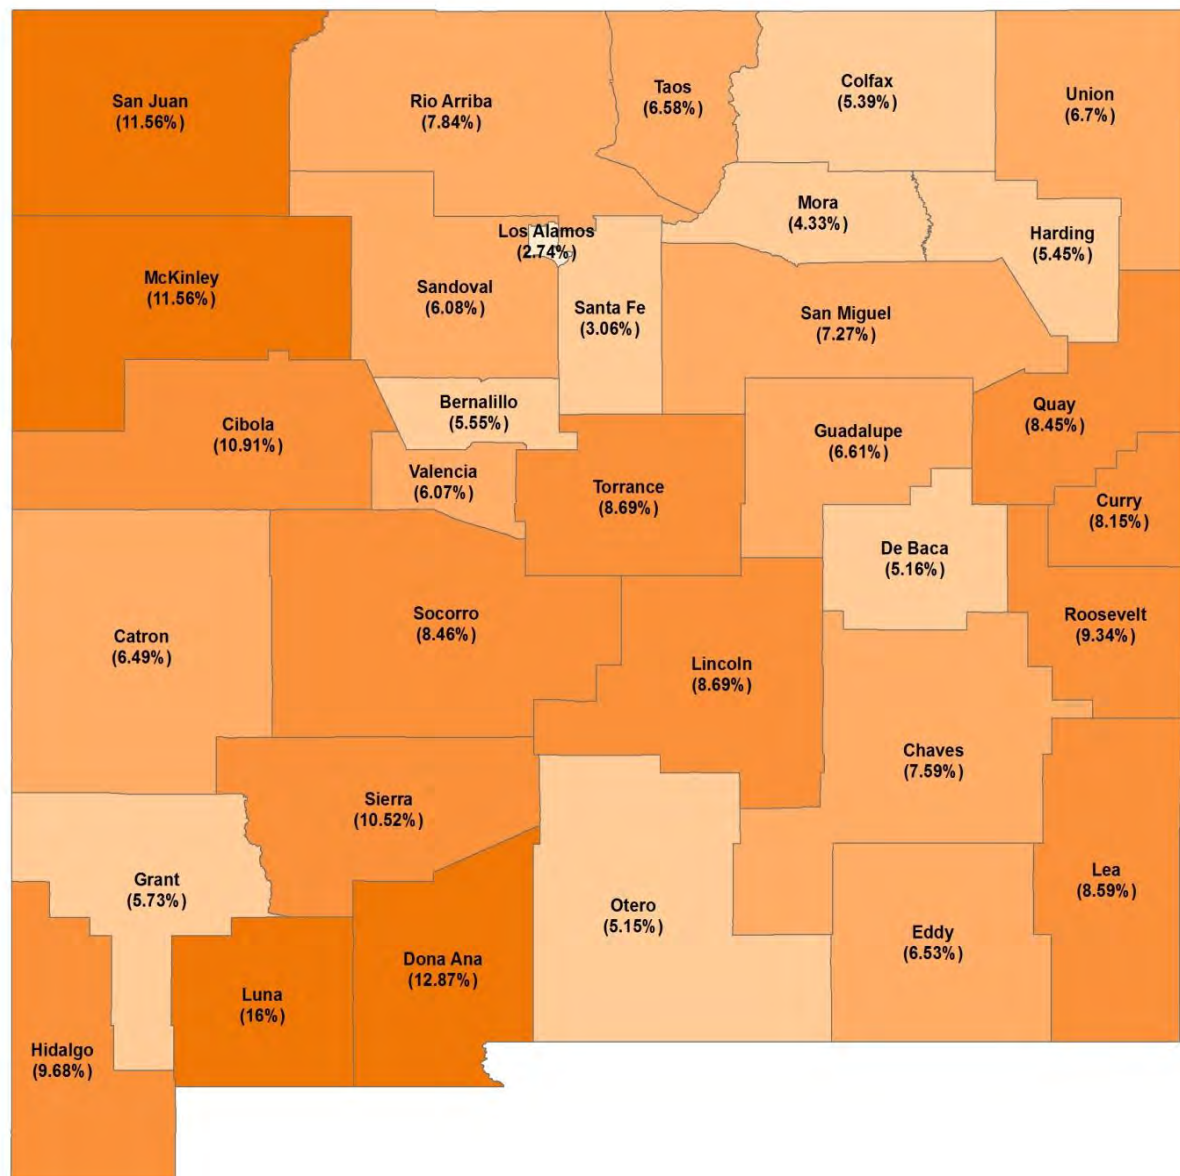 San Juan
(11.56%)
Rio Arriba
(7.84%)
Taos
(6.58%)
Colfax
(5.39%)
Union
(6.7%)
Mora
(4.33%)
Harding
(5.45%)
Los Alamos
(2.74%)
McKinley
(11.56%)
Sandoval
(6.08%)
Santa Fe
(3.06%)
San Miguel
(7.27%)
Bernalillo
(5.55%)
Cibola
(10.91%)
Quay
(8.45%)
Guadalupe
(6.61%)
Valencia
(6.07%)
Torrance
(8.69%)
Curry
(8.15%)
De Baca
(5.16%)
Catron
(6.49%)
Socorro
(8.46%)
Roosevelt
(9.34%)
Lincoln
(8.69%)
Chaves
(7.59%)
Sierra
(10.52%)
Grant
(5.73%)
Lea
(8.59%)
Otero
(5.15%)
Eddy
(6.53%)
Dona Ana
(12.87%)
Luna
(16%)
Hidalgo
(9.68%)